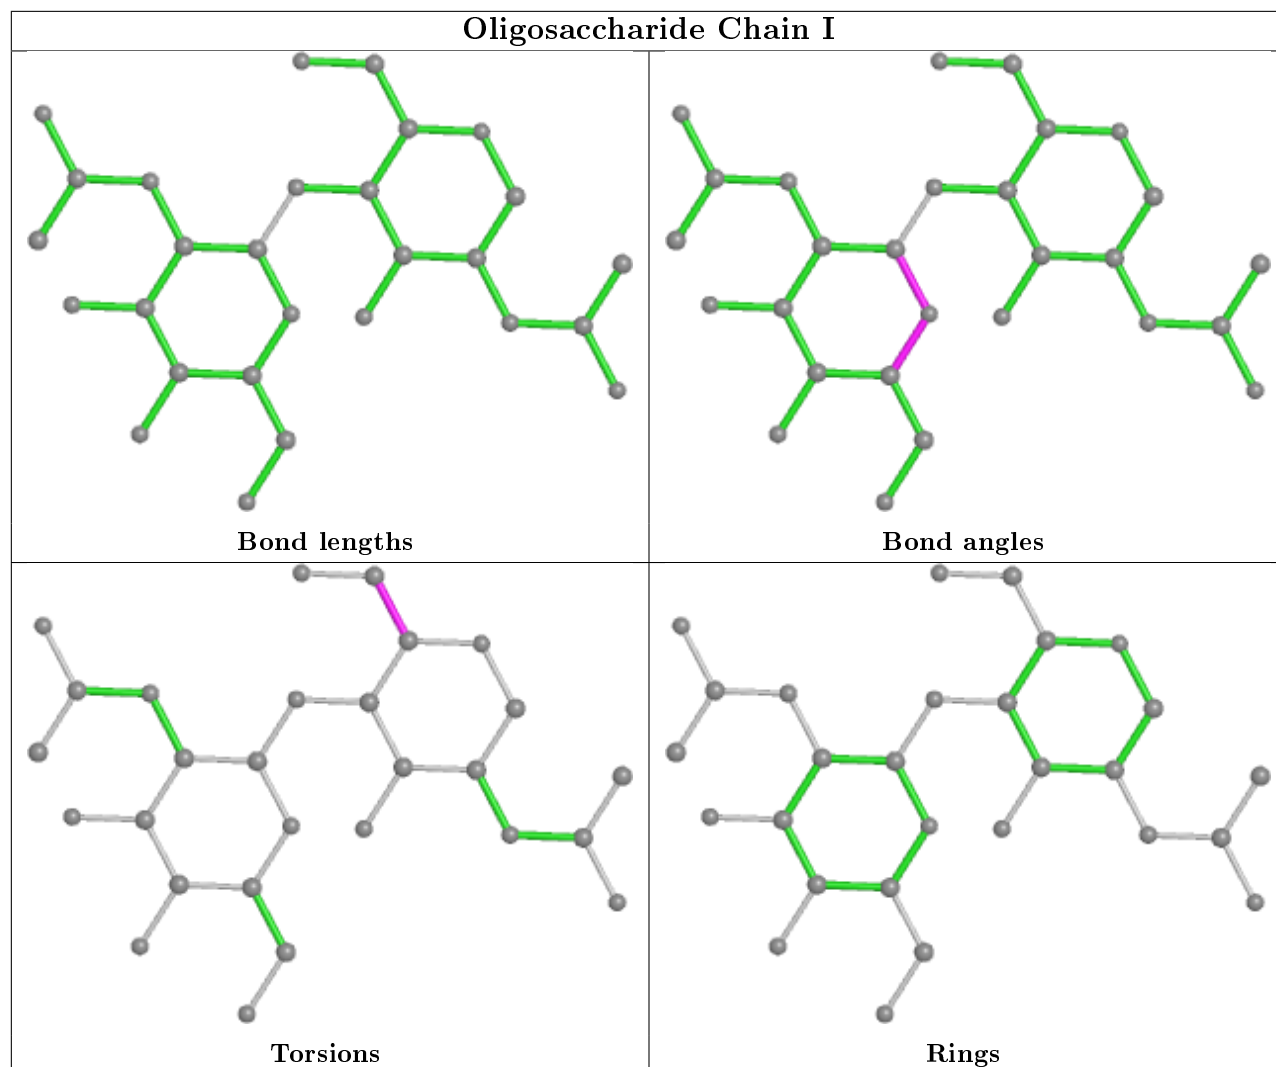 Oligosaccharide Chain I
Bond lengths
Bond angles
Torsions
Rings